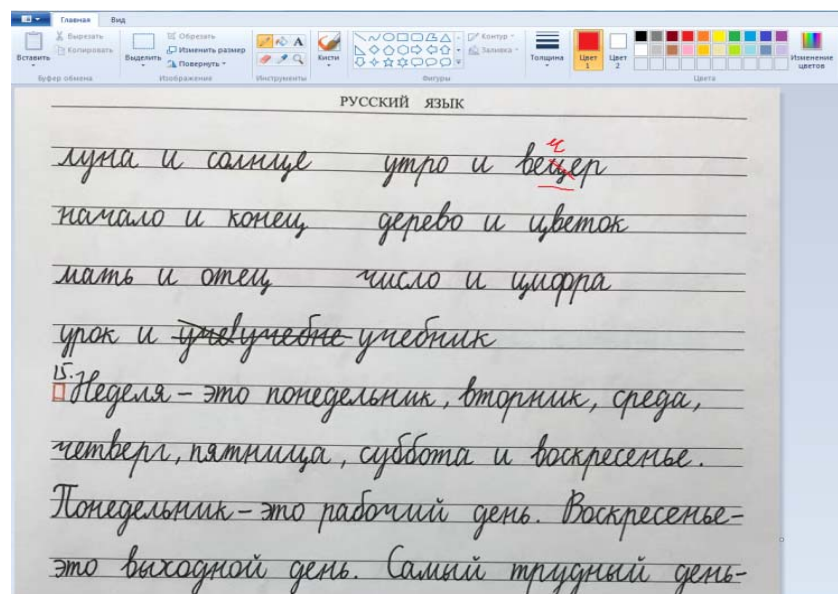 Главная Вид
Вставить
Вырезать
Копировать
Буфер обмена
Выделить
Обрезать
Изменить размер
Повернуть
Изображение
Инструменты
Кисти
Контур
Заливка
Фигуры
Толщина
Цвет 1
Цвет 2
Изменение цветов
Цвета
РУССКИЙ ЯЗЫК
ч
луна и солнце утро и вецер
начало и конец дерево и цветок
мать и отец число и цифра
урок и учебне учебник
15.
Неделя – это понедельник, вторник, среда,
четверг, пятница, суббота и воскресенье.
Понедельник – это рабочий день. Воскресенье –
это выходной день. Самый трудный день –